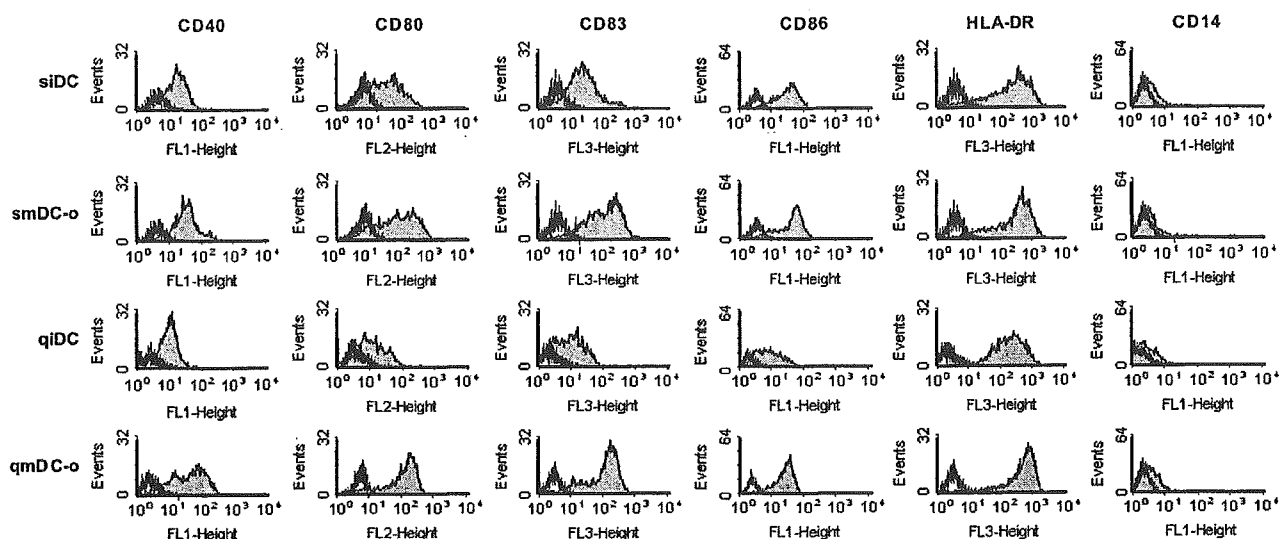 CD40 CD80 CD83 CD86 HLA-DR CD14
siDC
32 32 32 64 32 64
Events Events Events Events Events Events
0 0 0 0 0 0
10⁰ 10¹ 10² 10³ 10⁴ 10⁰ 10¹ 10² 10³ 10⁴ 10⁰ 10¹ 10² 10³ 10⁴ 10⁰ 10¹ 10² 10³ 10⁴ 10⁰ 10¹ 10² 10³ 10⁴ 10⁰ 10¹ 10² 10³ 10⁴
FL1-Height FL2-Height FL3-Height FL1-Height FL3-Height FL1-Height
smDC-o
32 32 32 64 32 64
Events Events Events Events Events Events
0 0 0 0 0 0
10⁰ 10¹ 10² 10³ 10⁴ 10⁰ 10¹ 10² 10³ 10⁴ 10⁰ 10¹ 10² 10³ 10⁴ 10⁰ 10¹ 10² 10³ 10⁴ 10⁰ 10¹ 10² 10³ 10⁴ 10⁰ 10¹ 10² 10³ 10⁴
FL1-Height FL2-Height FL3-Height FL1-Height FL3-Height FL1-Height
qiDC
32 32 32 64 32 64
Events Events Events Events Events Events
0 0 0 0 0 0
10⁰ 10¹ 10² 10³ 10⁴ 10⁰ 10¹ 10² 10³ 10⁴ 10⁰ 10¹ 10² 10³ 10⁴ 10⁰ 10¹ 10² 10³ 10⁴ 10⁰ 10¹ 10² 10³ 10⁴ 10⁰ 10¹ 10² 10³ 10⁴
FL1-Height FL2-Height FL3-Height FL1-Height FL3-Height FL1-Height
qmDC-o
32 32 32 64 32 64
Events Events Events Events Events Events
0 0 0 0 0 0
10⁰ 10¹ 10² 10³ 10⁴ 10⁰ 10¹ 10² 10³ 10⁴ 10⁰ 10¹ 10² 10³ 10⁴ 10⁰ 10¹ 10² 10³ 10⁴ 10⁰ 10¹ 10² 10³ 10⁴ 10⁰ 10¹ 10² 10³ 10⁴
FL1-Height FL2-Height FL3-Height FL1-Height FL3-Height FL1-Height